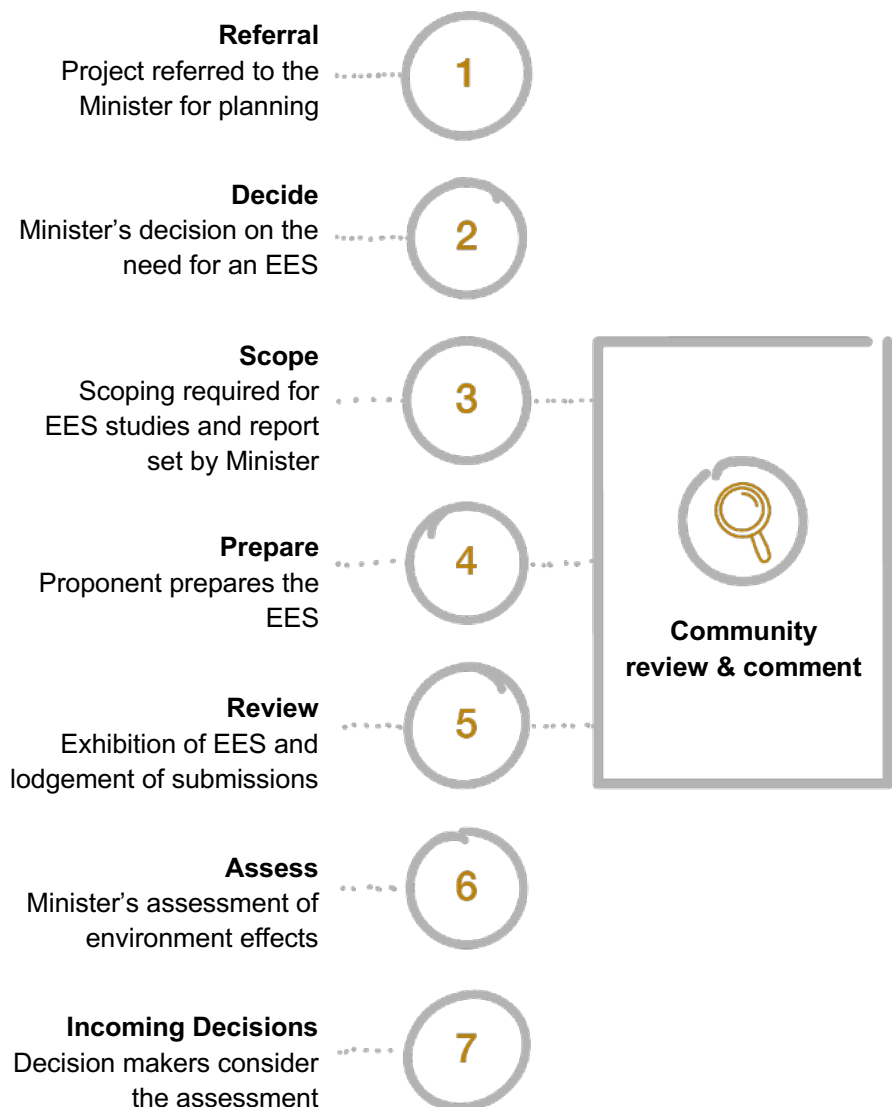 Referral
Project referred to the
Minister for planning
1
Decide
Minister’s decision on the
need for an EES
2
Scope
Scoping required for
EES studies and report
set by Minister
3
Prepare
Proponent prepares the
EES
4
Community
review & comment
Review
Exhibition of EES and
lodgement of submissions
5
Assess
Minister’s assessment of
environment effects
6
Incoming Decisions
Decision makers consider
the assessment
7